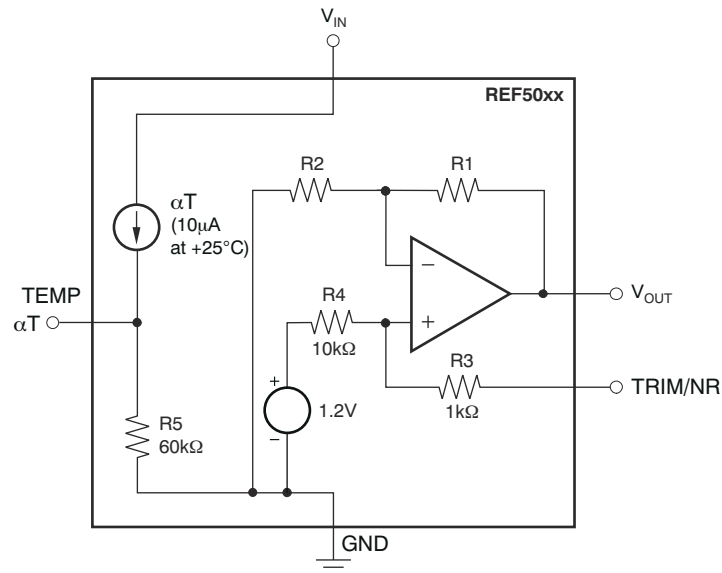 V_IN
REF50xx
R2
R1
αT
(10μA
at +25°C)
−
TEMP
αT
R4
10kΩ
+
V_OUT
R3
1kΩ
TRIM/NR
+
1.2V
−
R5
60kΩ
GND